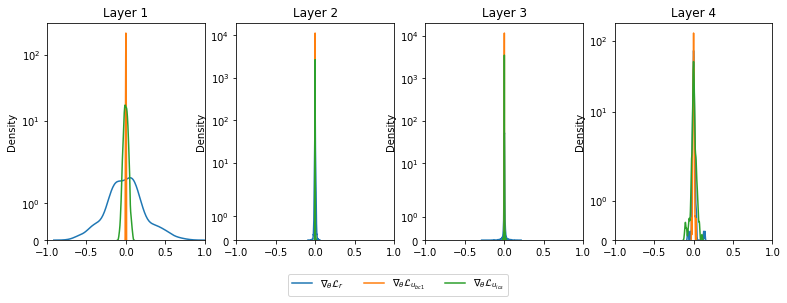 Layer 1 Layer 2 Layer 3 Layer 4
Density Density Density Density
10² 10¹ 10⁰ 0
10⁴ 10³ 10² 10¹ 10⁰ 0
10⁴ 10³ 10² 10¹ 10⁰ 0
10² 10¹ 10⁰ 0
−1.0 −0.5 0.0 0.5 1.0 −1.0 −0.5 0.0 0.5 1.0 −1.0 −0.5 0.0 0.5 1.0 −1.0 −0.5 0.0 0.5 1.0
∇θℒr ∇θℒu_bc1 ∇θℒu_ics